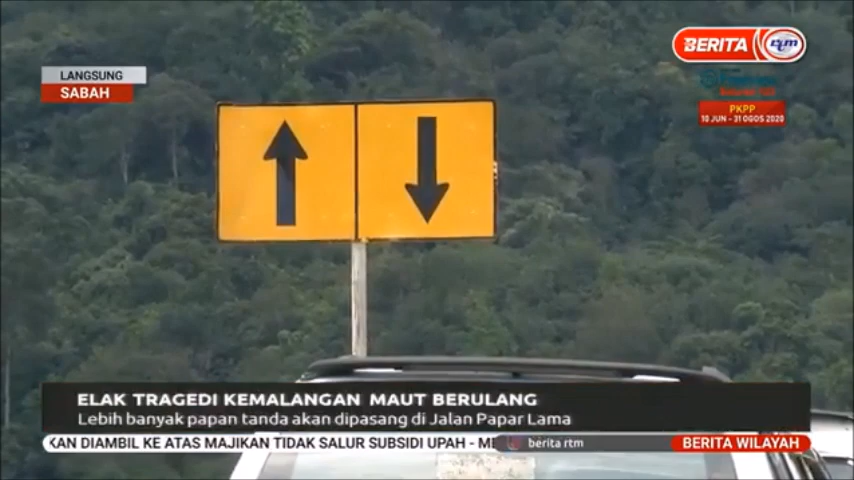 BERITA rtm
LANGSUNG
SABAH
PKPP
10 JUN - 31 OGOS 2020
ELAK TRAGEDI KEMALANGAN MAUT BERULANG
Lebih banyak papan tanda akan dipasang di Jalan Papar Lama
KAN DIAMBIL KE ATAS MAJIKAN TIDAK SALUR SUBSIDI UPAH - ME
berita rtm
BERITA WILAYAH